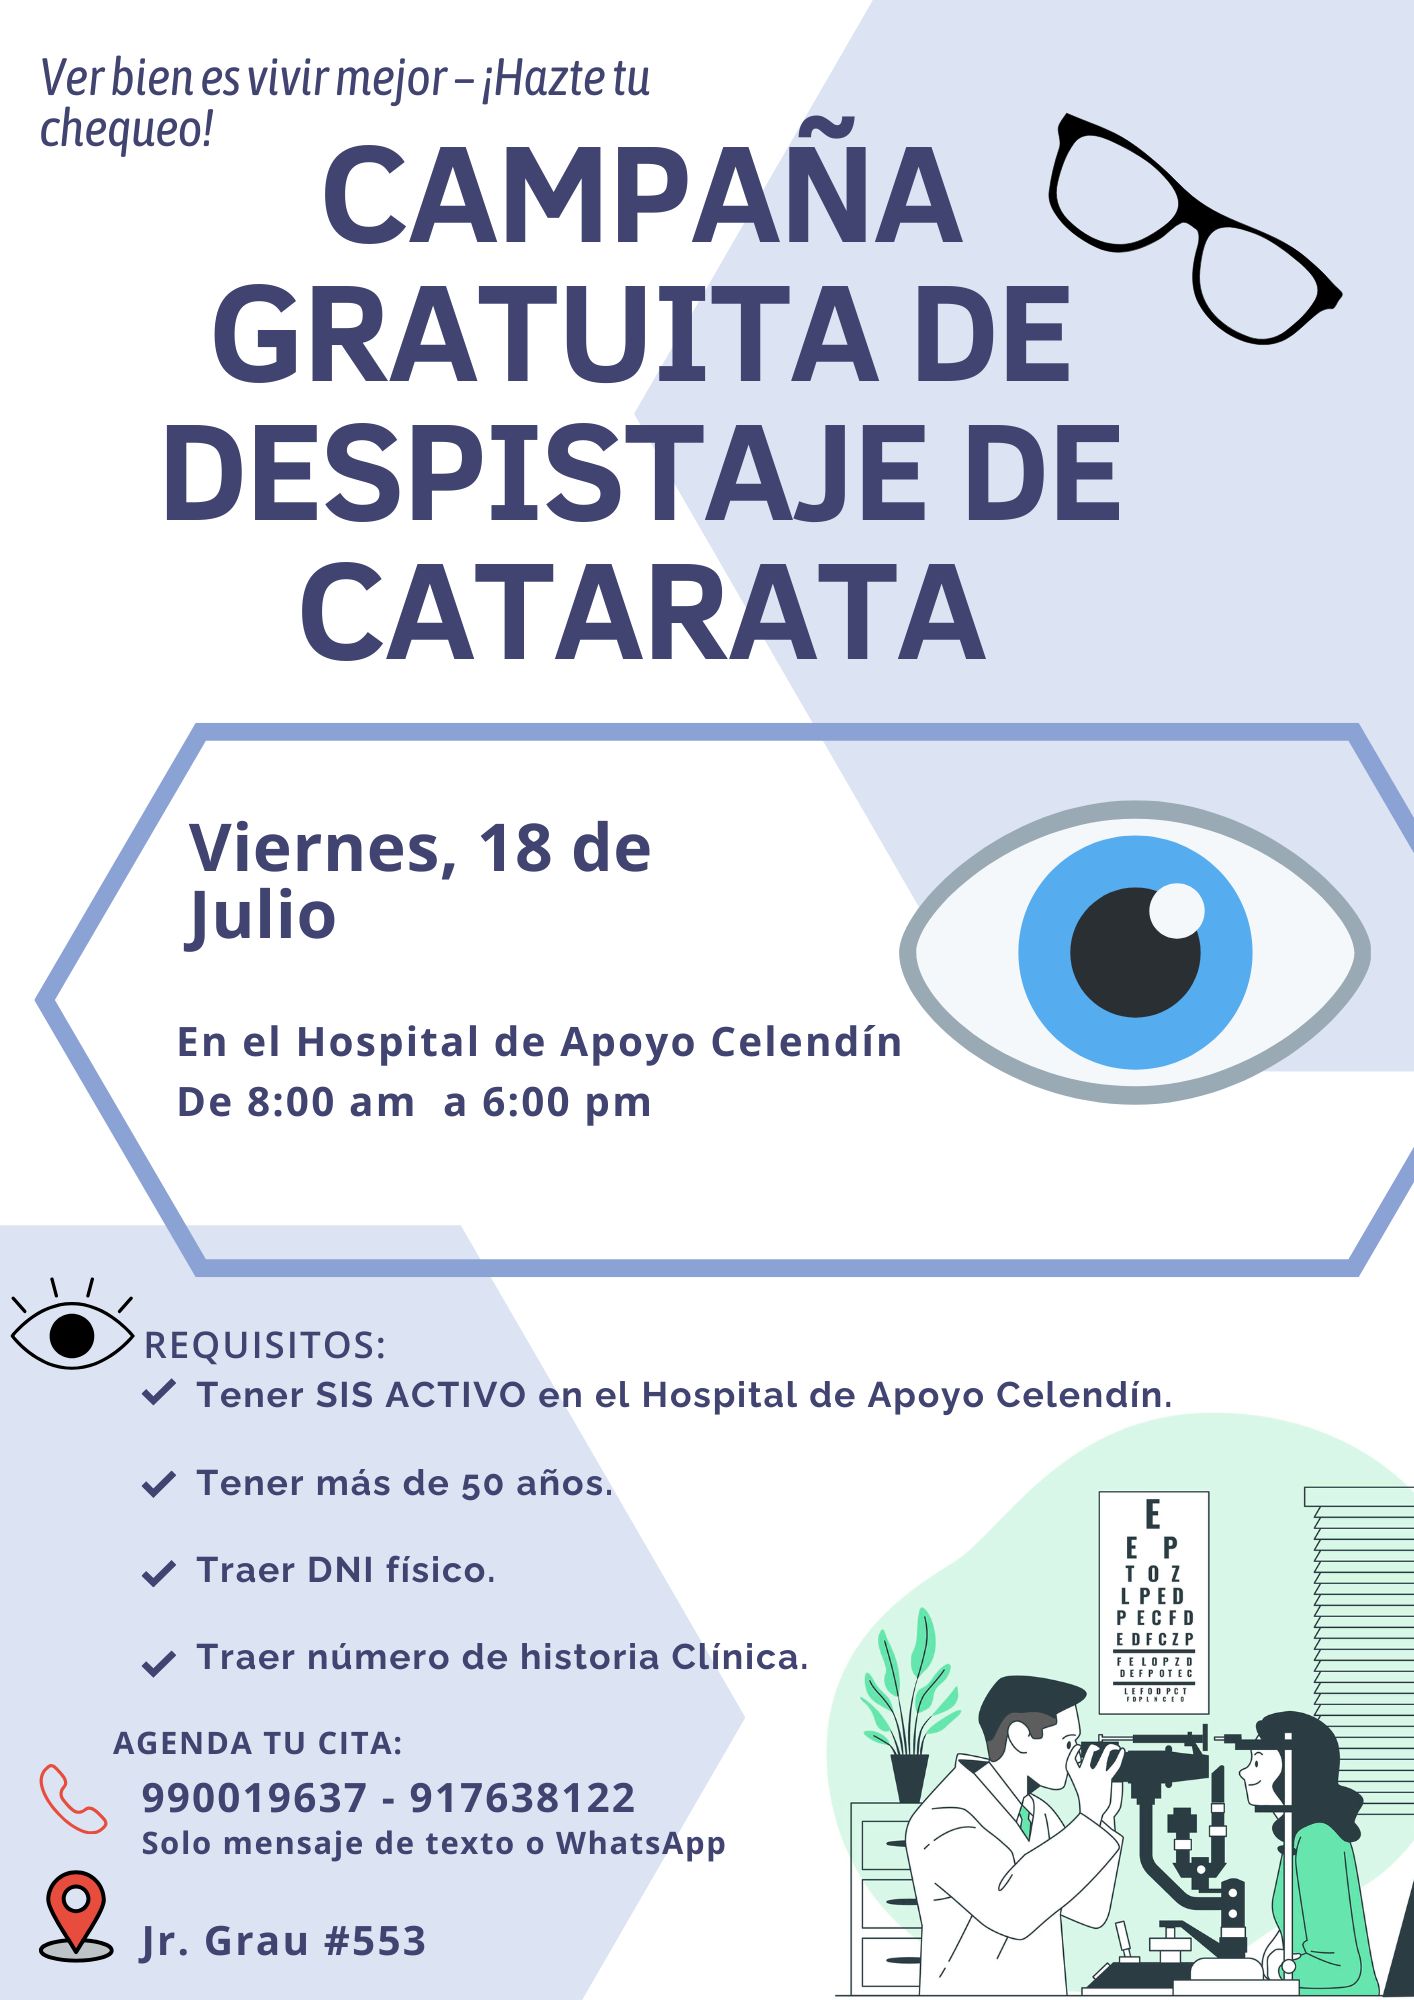 Ver bien es vivir mejor – ¡Hazte tu
chequeo!
CAMPAÑA
GRATUITA DE
DESPISTAJE DE
CATARATA
Viernes, 18 de
Julio
En el Hospital de Apoyo Celendín
De 8:00 am a 6:00 pm
REQUISITOS:
Tener SIS ACTIVO en el Hospital de Apoyo Celendín.
Tener más de 50 años.
Traer DNI físico.
Traer número de historia Clínica.
E
E P
T O Z
L P E D
P E C F D
E D F C Z P
F E L O P Z D
D E F P O T E C
L E F O D P C T
F D P L N C E O
AGENDA TU CITA:
990019637 - 917638122
Solo mensaje de texto o WhatsApp
Jr. Grau #553